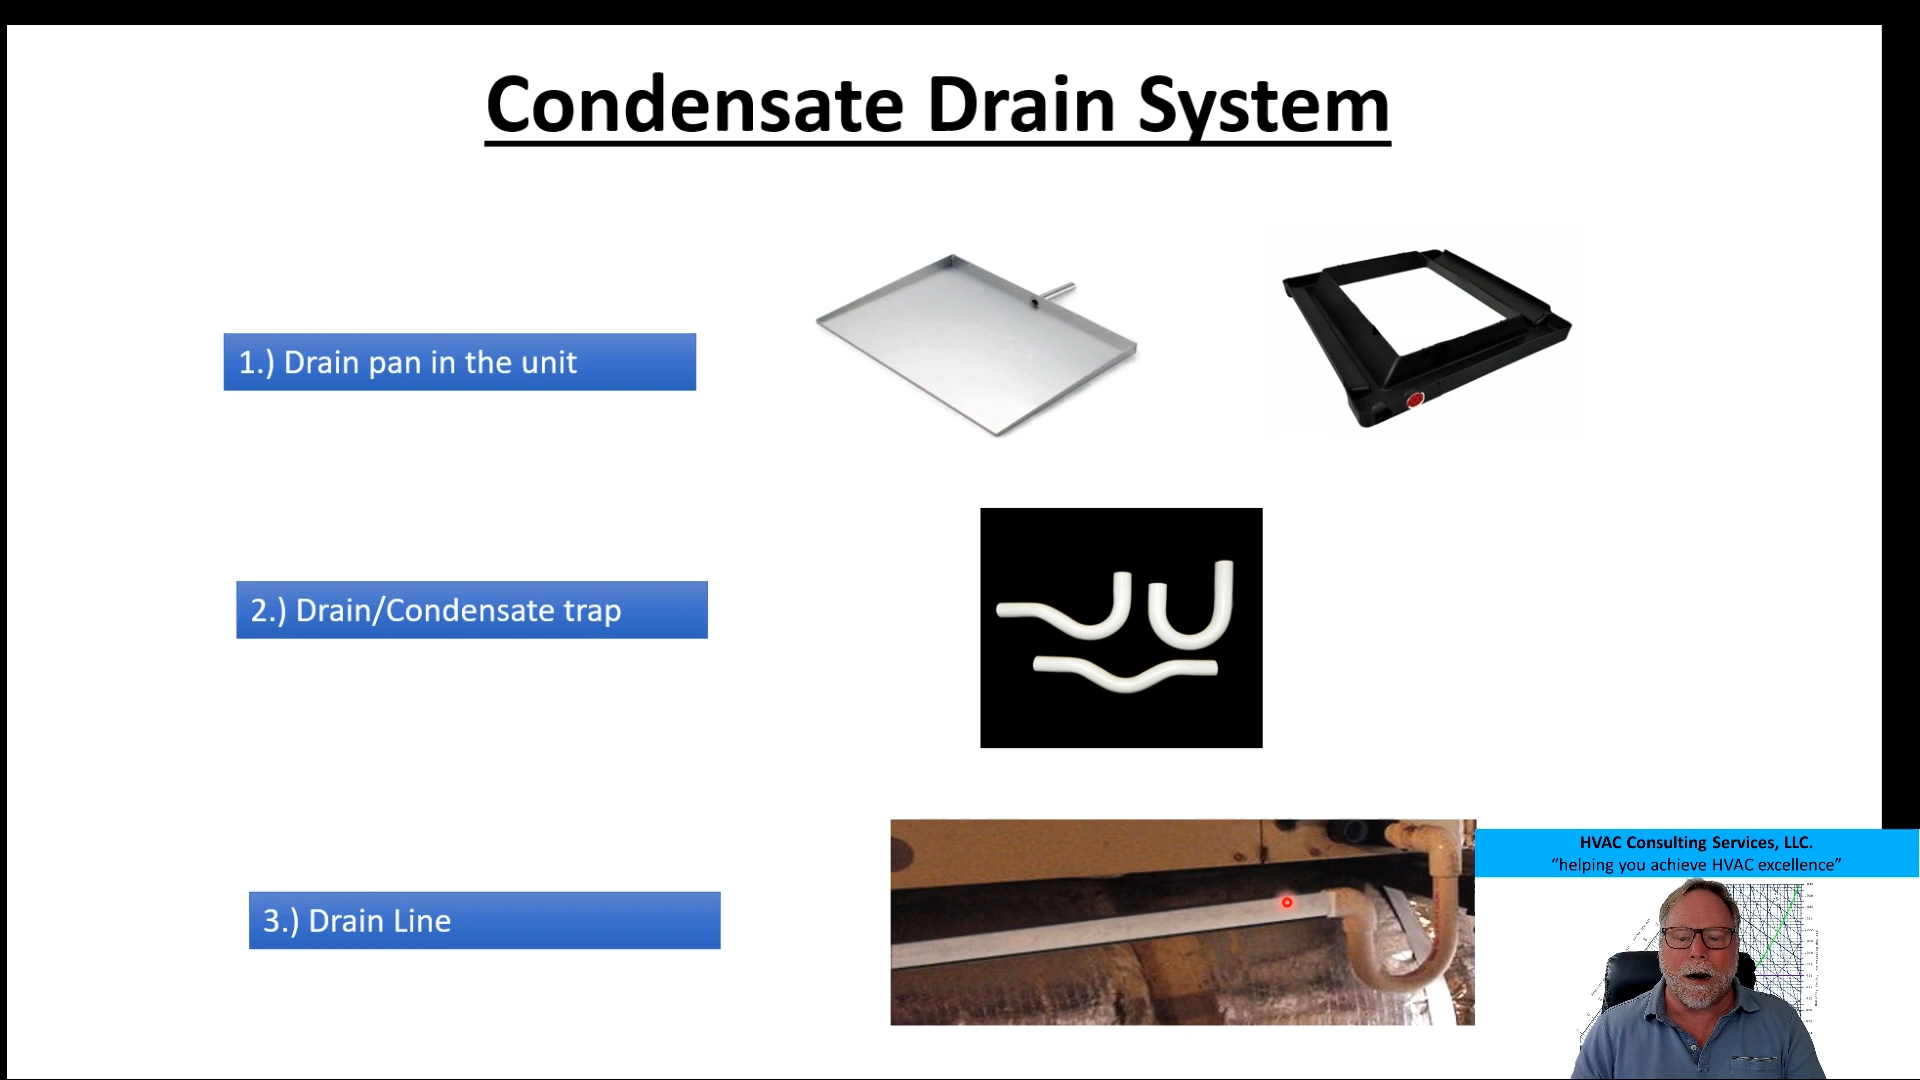 Condensate Drain System
1.) Drain pan in the unit
2.) Drain/Condensate trap
3.) Drain Line
HVAC Consulting Services, LLC.
“helping you achieve HVAC excellence”